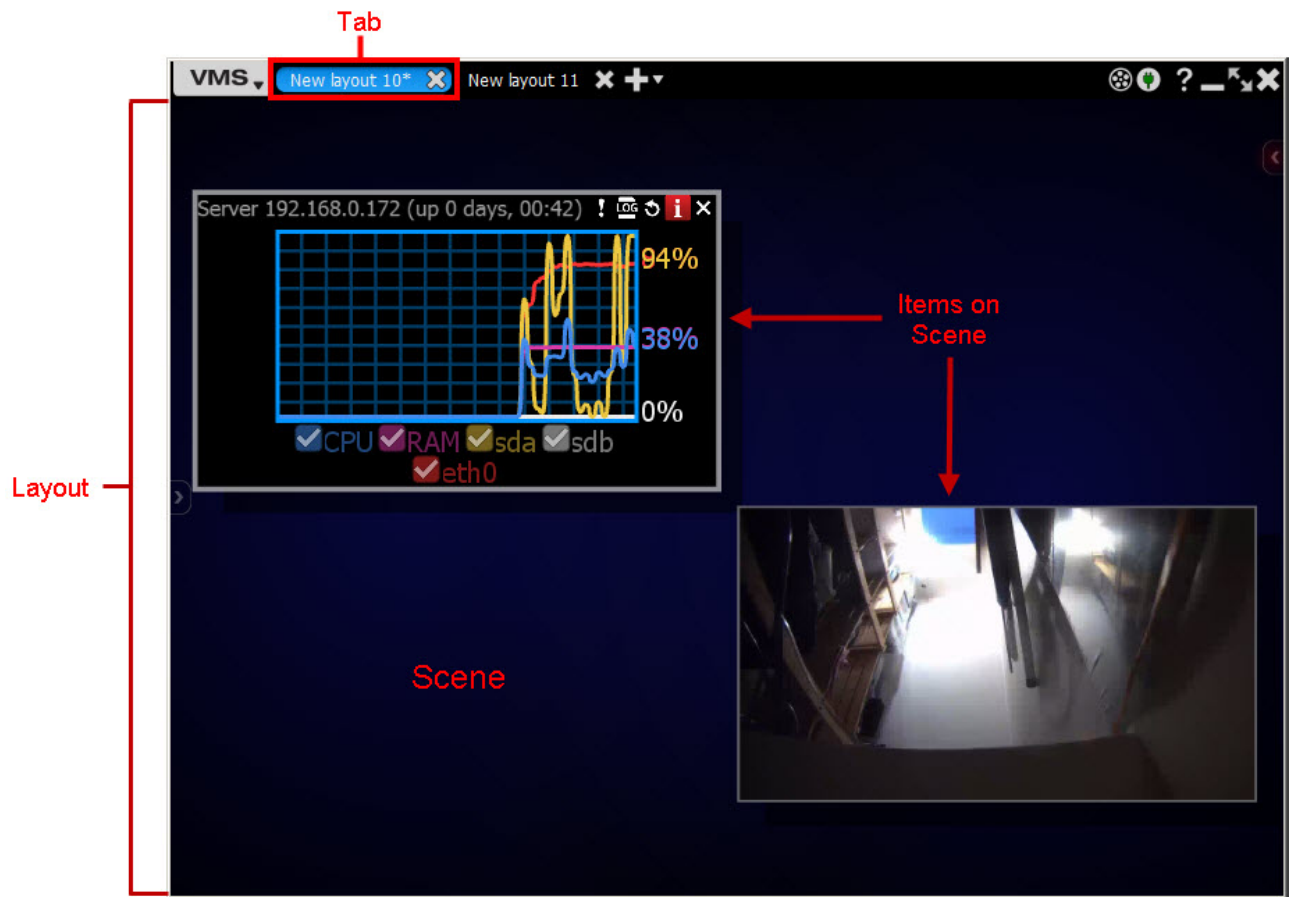 Tab
VMS New layout 10* New layout 11 ?
Server 192.168.0.172 (up 0 days, 00:42) ! LOG i
94%
Items on
Scene
38%
0%
CPU RAM sda sdb
eth0
Layout
Scene